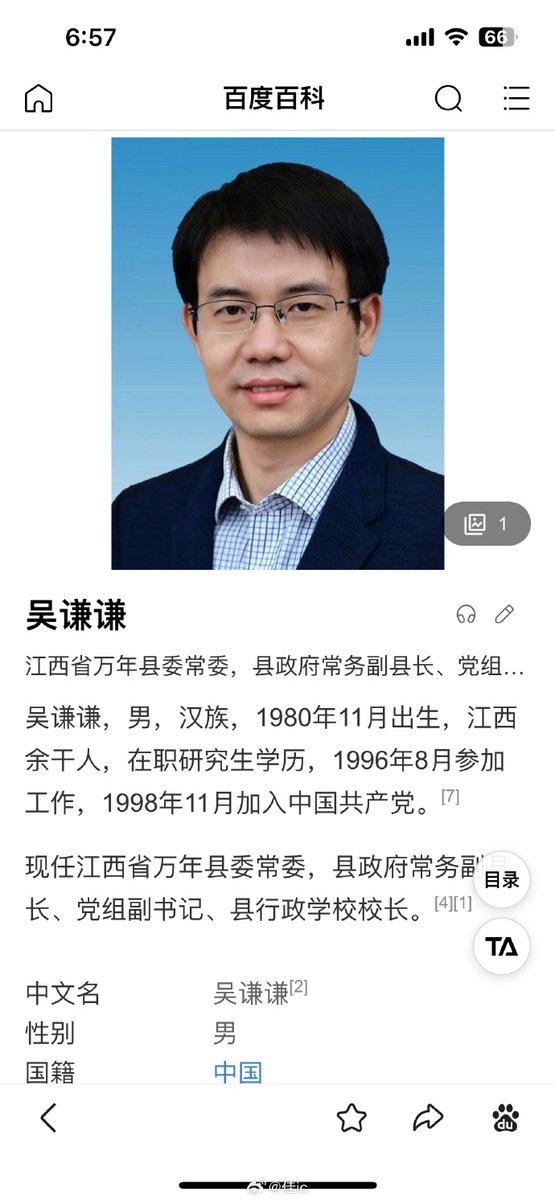 6:57
66
百度百科
1
吴谦谦
江西省万年县委常委，县政府常务副县长、党组…
吴谦谦，男，汉族，1980年11月出生，江西
余干人，在职研究生学历，1996年8月参加
工作，1998年11月加入中国共产党。[7]
现任江西省万年县委常委，县政府常务副县
长、党组副书记、县行政学校校长。[4][1]
目录
TA
中文名 吴谦谦[2]
性别 男
国籍 中国
du
@佳ic